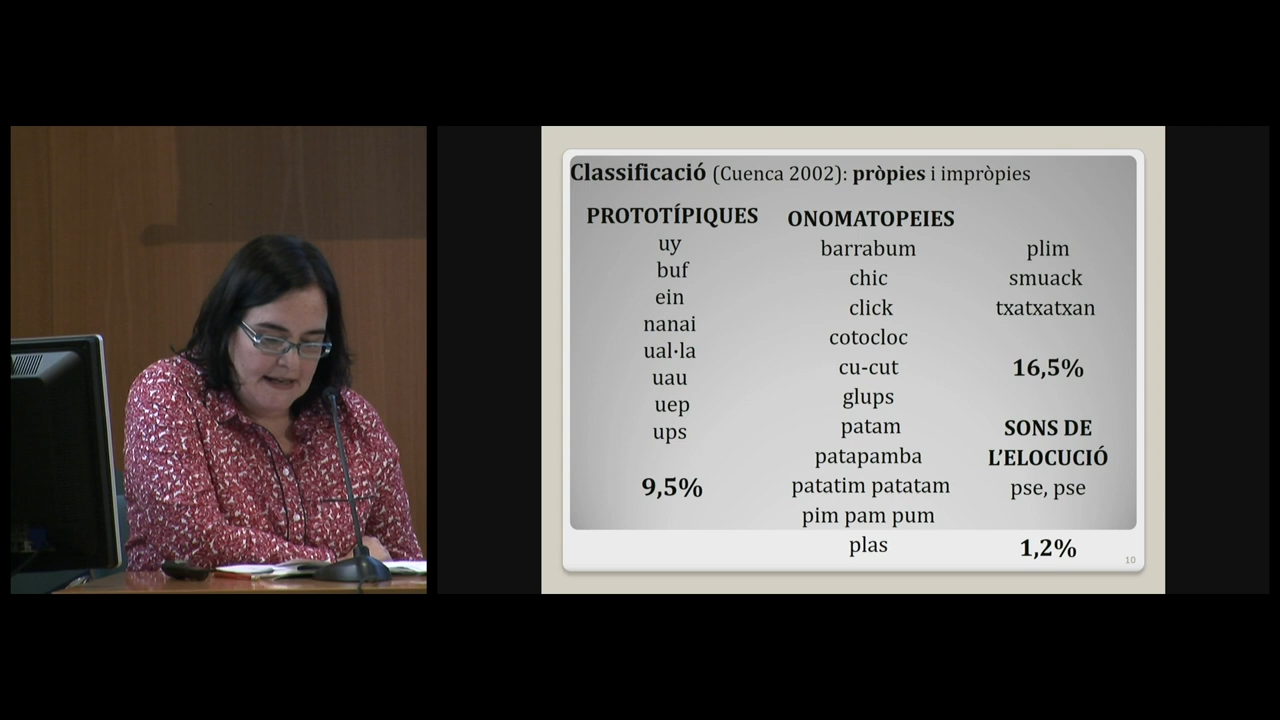 Classificació (Cuenca 2002): pròpies i impròpies
PROTOTÍPIQUES
uy
buf
ein
nanai
ual·la
uau
uep
ups
9,5%
ONOMATOPEIES
barrabum
chic
click
cotocloc
cu-cut
glups
patam
patapamba
patatim patatam
pim pam pum
plas
plim
smuack
txatxatxan
16,5%
SONS DE
L'ELOCUCIÓ
pse, pse
1,2%
10